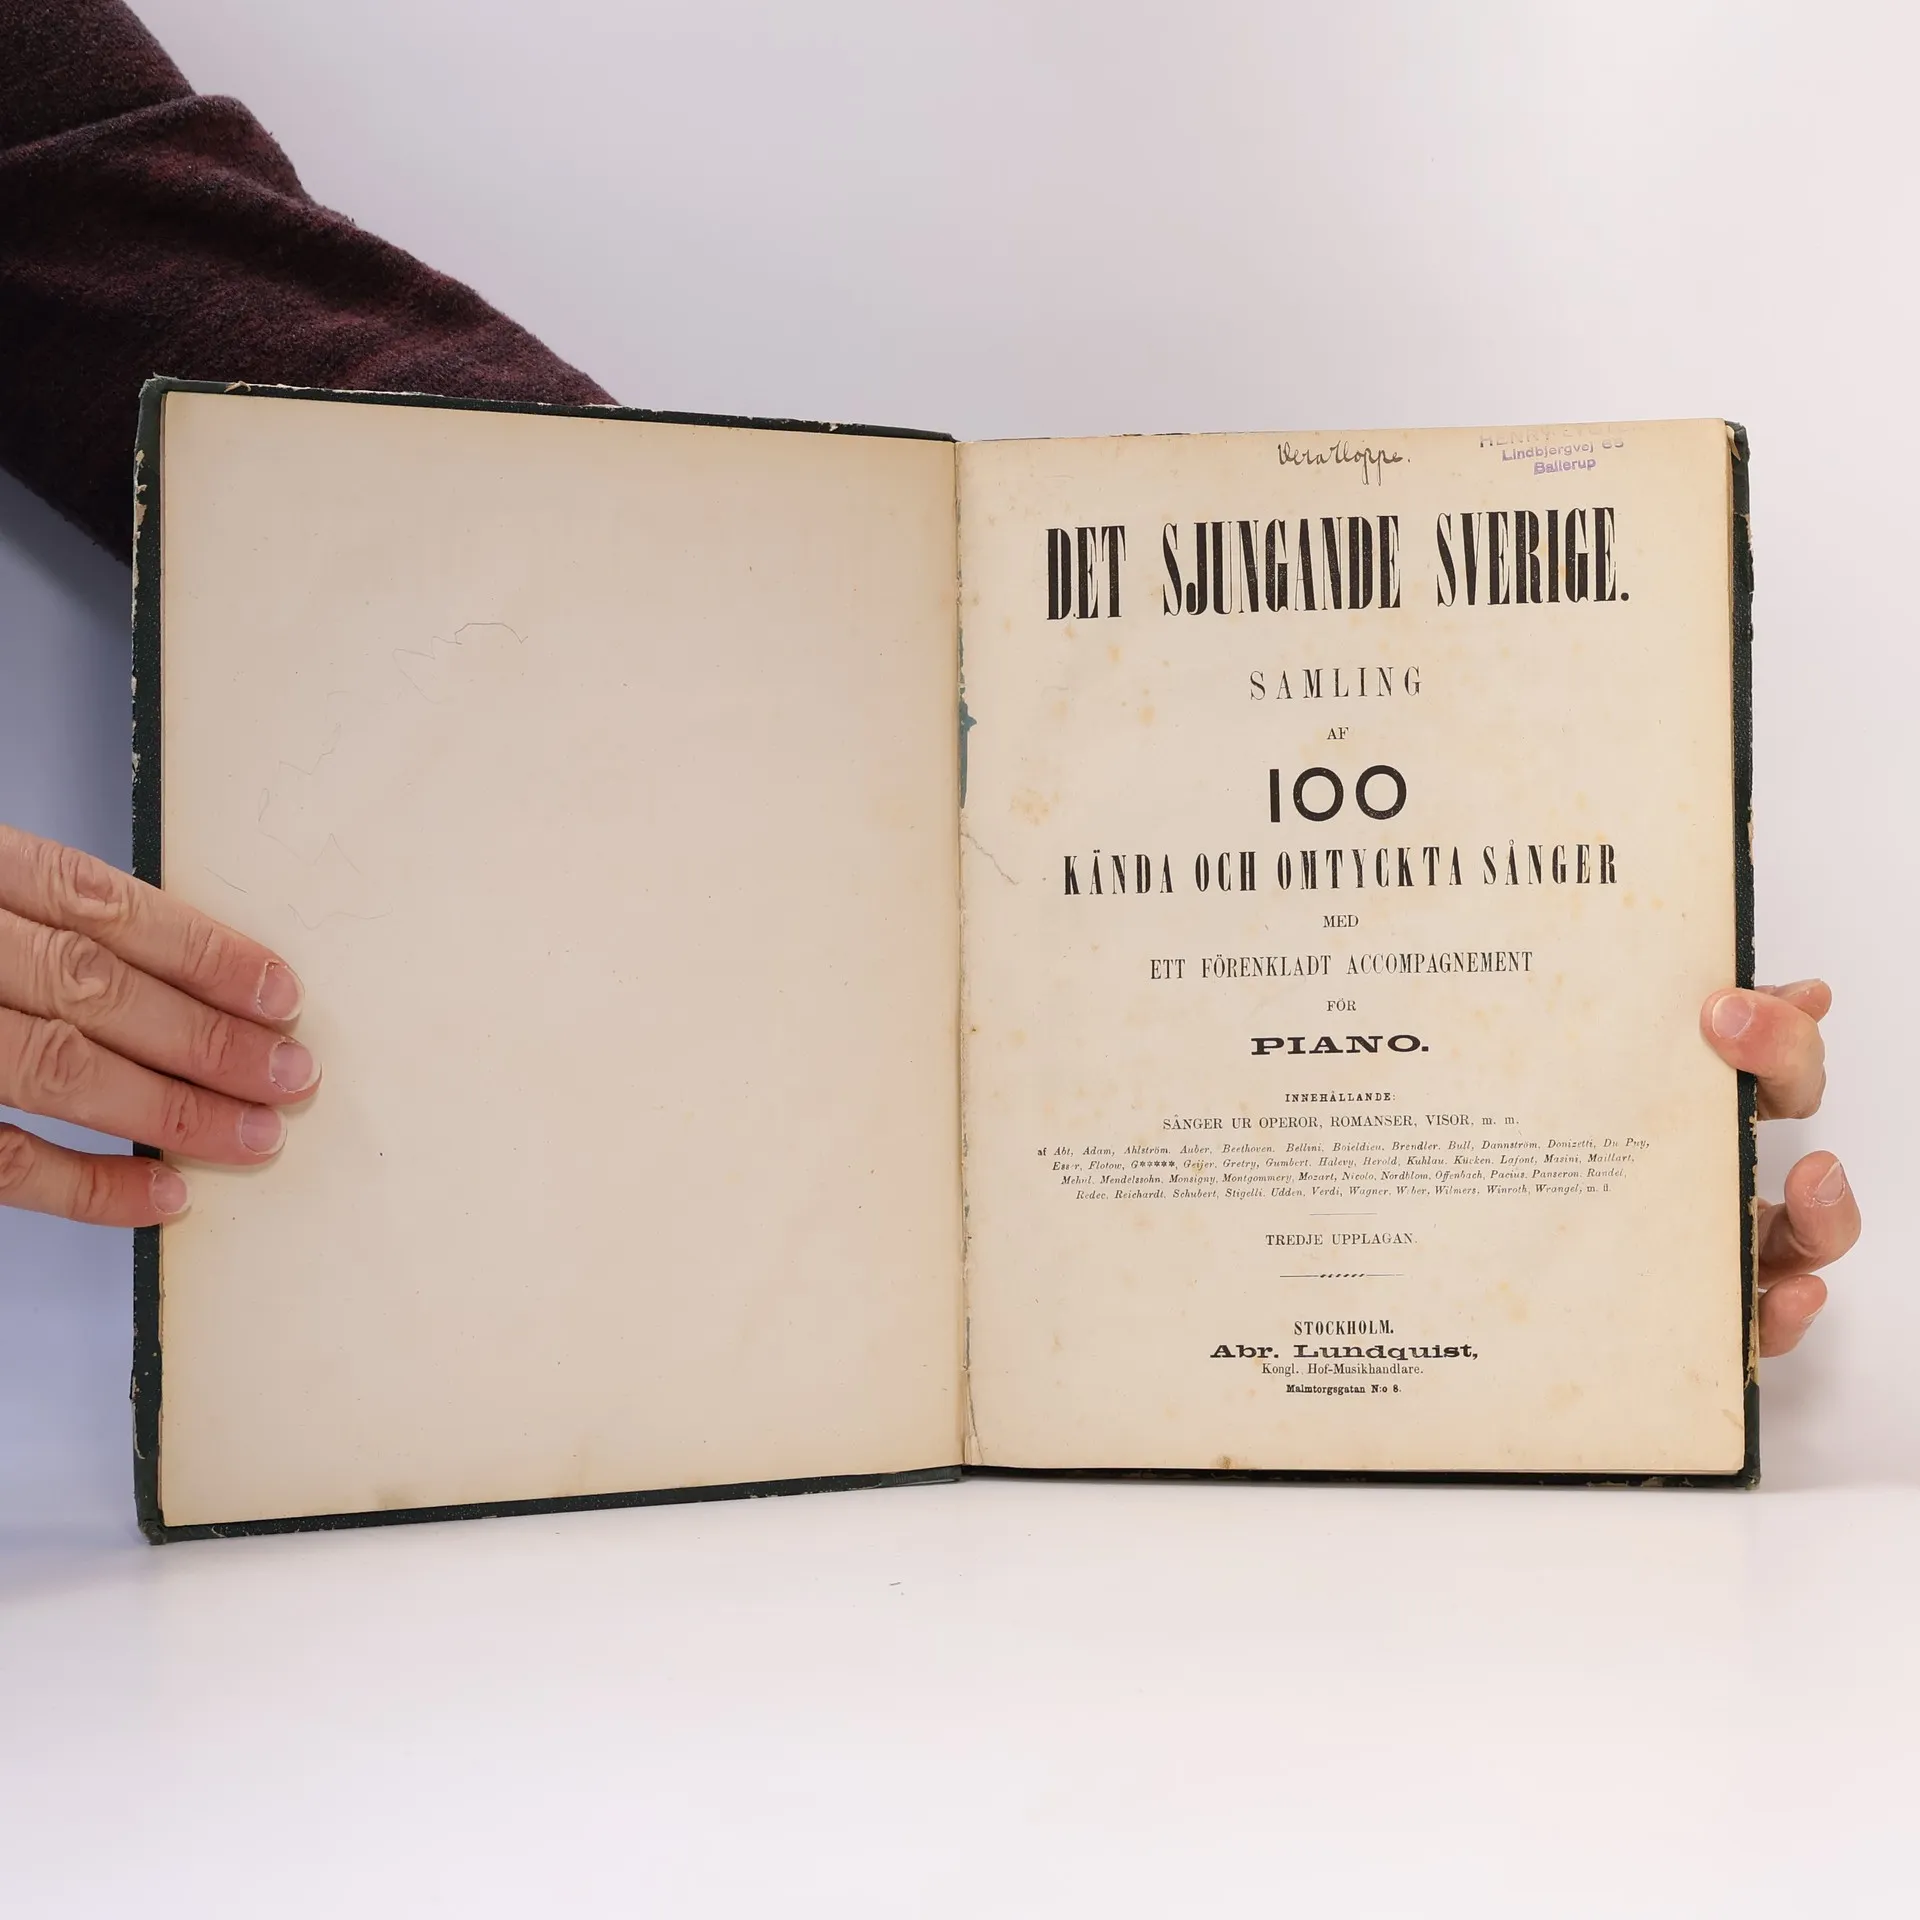 Vera Hoppe.
HENRY
Lindbjergvej 65
Ballerup
DET SJUNGANDE SVERIGE.
SAMLING
AF
100
KÄNDA OCH OMTYCKTA SÅNGER
MED
ETT FÖRENKLADT ACCOMPAGNEMENT
FÖR
PIANO.
INNEHÅLLANDE:
SÅNGER UR OPEROR, ROMANSER, VISOR, m. m.
af Abt, Adam, Ahlström, Auber, Beethoven, Bellini, Boieldieu, Brendler, Bull, Dannström, Donizetti, Du Puy,
Esser, Flotow, G*****, Geijer, Gretry, Gumbert, Halevy, Herold, Kuhlau, Kücken, Lafont, Masini, Maillart,
Mehul, Mendelssohn, Monsigny, Montgommery, Mozart, Nicolo, Nordblom, Offenbach, Pacius, Panseron, Randel,
Redec, Reichardt, Schubert, Stigelli, Udden, Verdi, Wagner, Weber, Wilmers, Winroth, Wrangel, m. fl.
TREDJE UPPLAGAN.
STOCKHOLM.
Abr. Lundquist,
Kongl. Hof-Musikhandlare.
Malmtorgsgatan N:o 8.